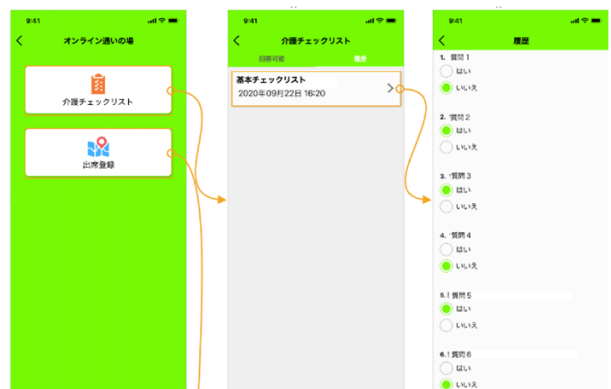 9:41
オンライン通いの場
介護チェックリスト
出席登録
9:41
介護チェックリスト
回答可能
履歴
基本チェックリスト
2020年09月22日 16:20
9:41
履歴
1. 質問 1
はい
いいえ
2. 質問 2
はい
いいえ
3. 質問 3
はい
いいえ
4. 質問 4
はい
いいえ
5. 質問 5
はい
いいえ
6. 質問 6
はい
いいえ